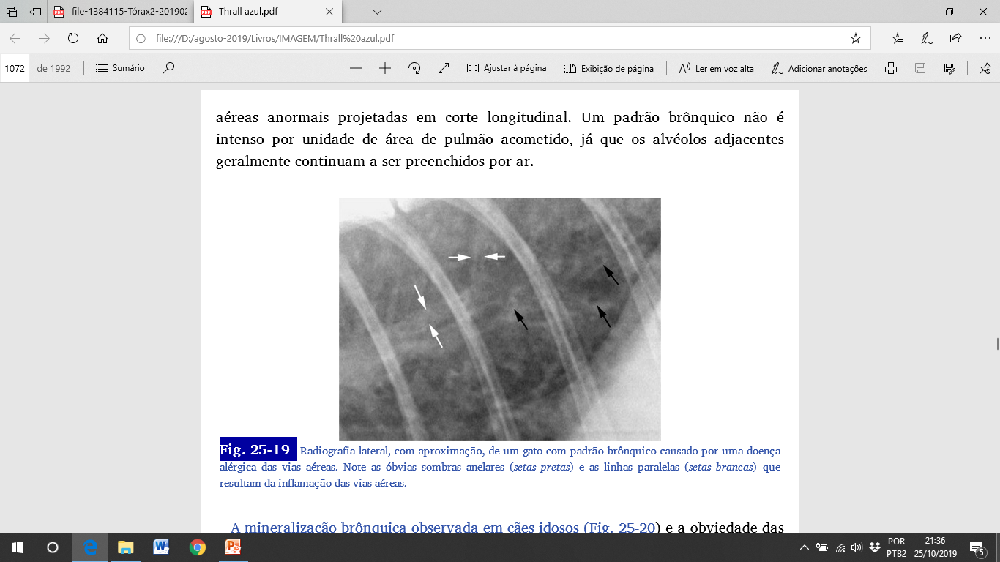 file-1384115-Tórax2-201902
Thrall azul.pdf
file:///D:/agosto-2019/Livros/IMAGEM/Thrall%20azul.pdf
1072 de 1992 Sumário Ajustar à página Exibição de página Ler em voz alta Adicionar anotações
aéreas anormais projetadas em corte longitudinal. Um padrão brônquico não é
intenso por unidade de área de pulmão acometido, já que os alvéolos adjacentes
geralmente continuam a ser preenchidos por ar.
Fig. 25-19 Radiografia lateral, com aproximação, de um gato com padrão brônquico causado por uma doença
alérgica das vias aéreas. Note as óbvias sombras anelares (setas pretas) e as linhas paralelas (setas brancas) que
resultam da inflamação das vias aéreas.
A mineralização brônquica observada em cães idosos (Fig. 25-20) e a obviedade das
POR 21:36
PTB2 25/10/2019 5